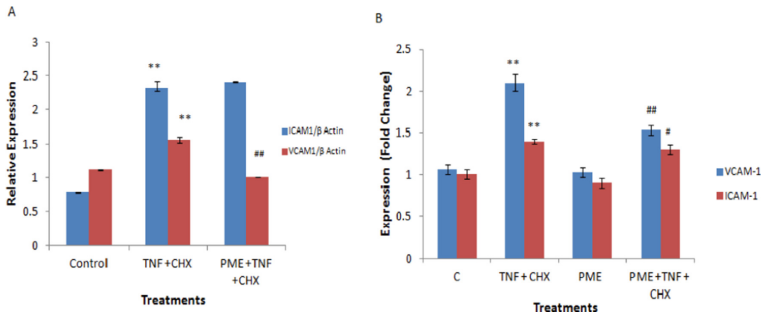 A
Relative Expression
3
2.5
2
1.5
1
0.5
0
**
**
##
Control
TNF+CHX
PME+TNF
+CHX
Treatments
ICAM1/β Actin
VCAM1/β Actin
B
Expression (Fold Change)
2.5
2
1.5
1
0.5
0
**
**
##
#
C
TNF + CHX
PME
PME+TNF +
CHX
Treatments
VCAM-1
ICAM-1